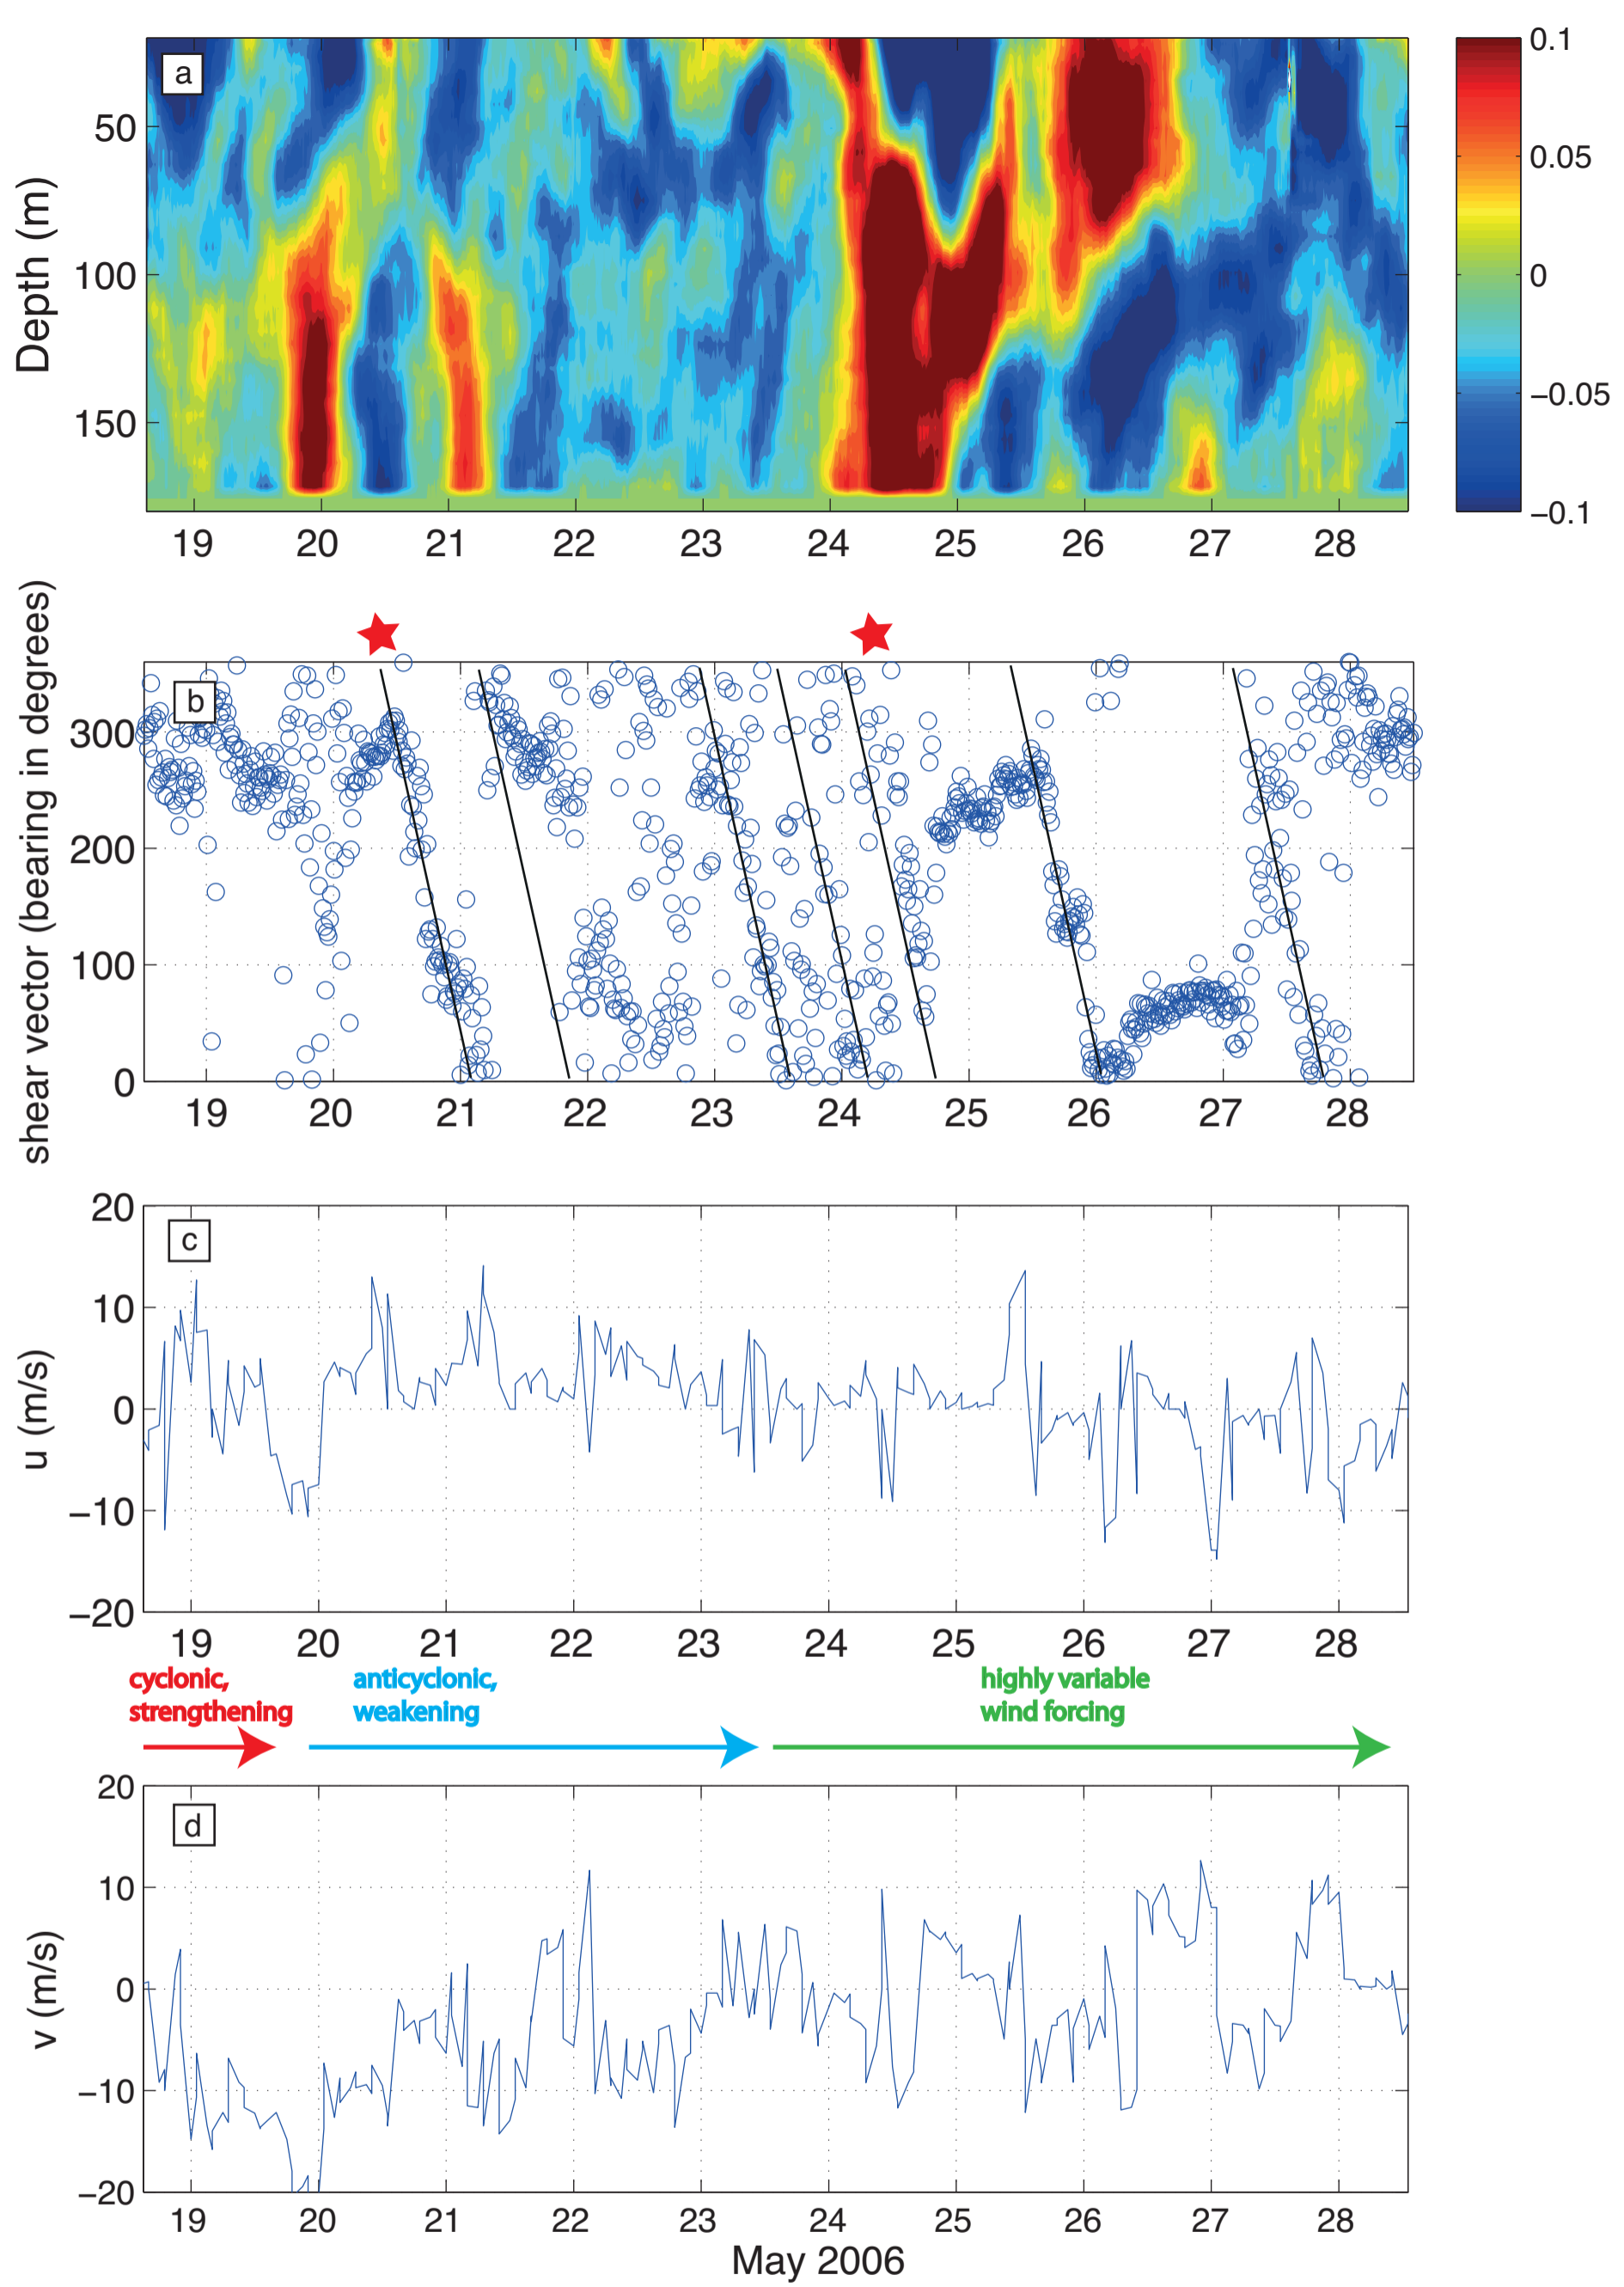 a
0.1
50
0.05
Depth (m)
100
0
150
−0.05
−0.1
19 20 21 22 23 24 25 26 27 28
shear vector (bearing in degrees)
b
300
200
100
0
19 20 21 22 23 24 25 26 27 28
20
c
10
u (m/s)
0
−10
−20
19 20 21 22 23 24 25 26 27 28
cyclonic,
strengthening
anticyclonic,
weakening
highly variable
wind forcing
20
d
10
v (m/s)
0
−10
−20
19 20 21 22 23 24 25 26 27 28
May 2006